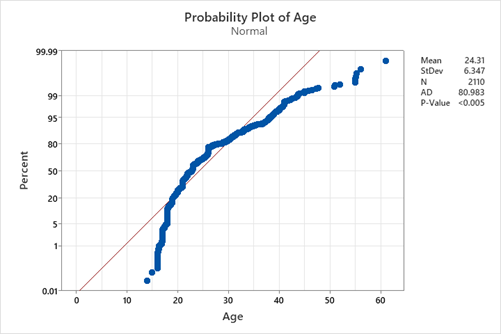 Probability Plot of Age
Normal
99.99
99
95
80
50
20
5
1
0.01
Percent
0
10
20
30
40
50
60
Age
Mean 24.31
StDev 6.347
N 2110
AD 80.983
P-Value <0.005